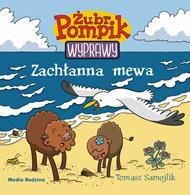 Żubr
Pompik
WYPRAWY
Zachłanna mewa
Media Rodzina
Tomasz Samojlik